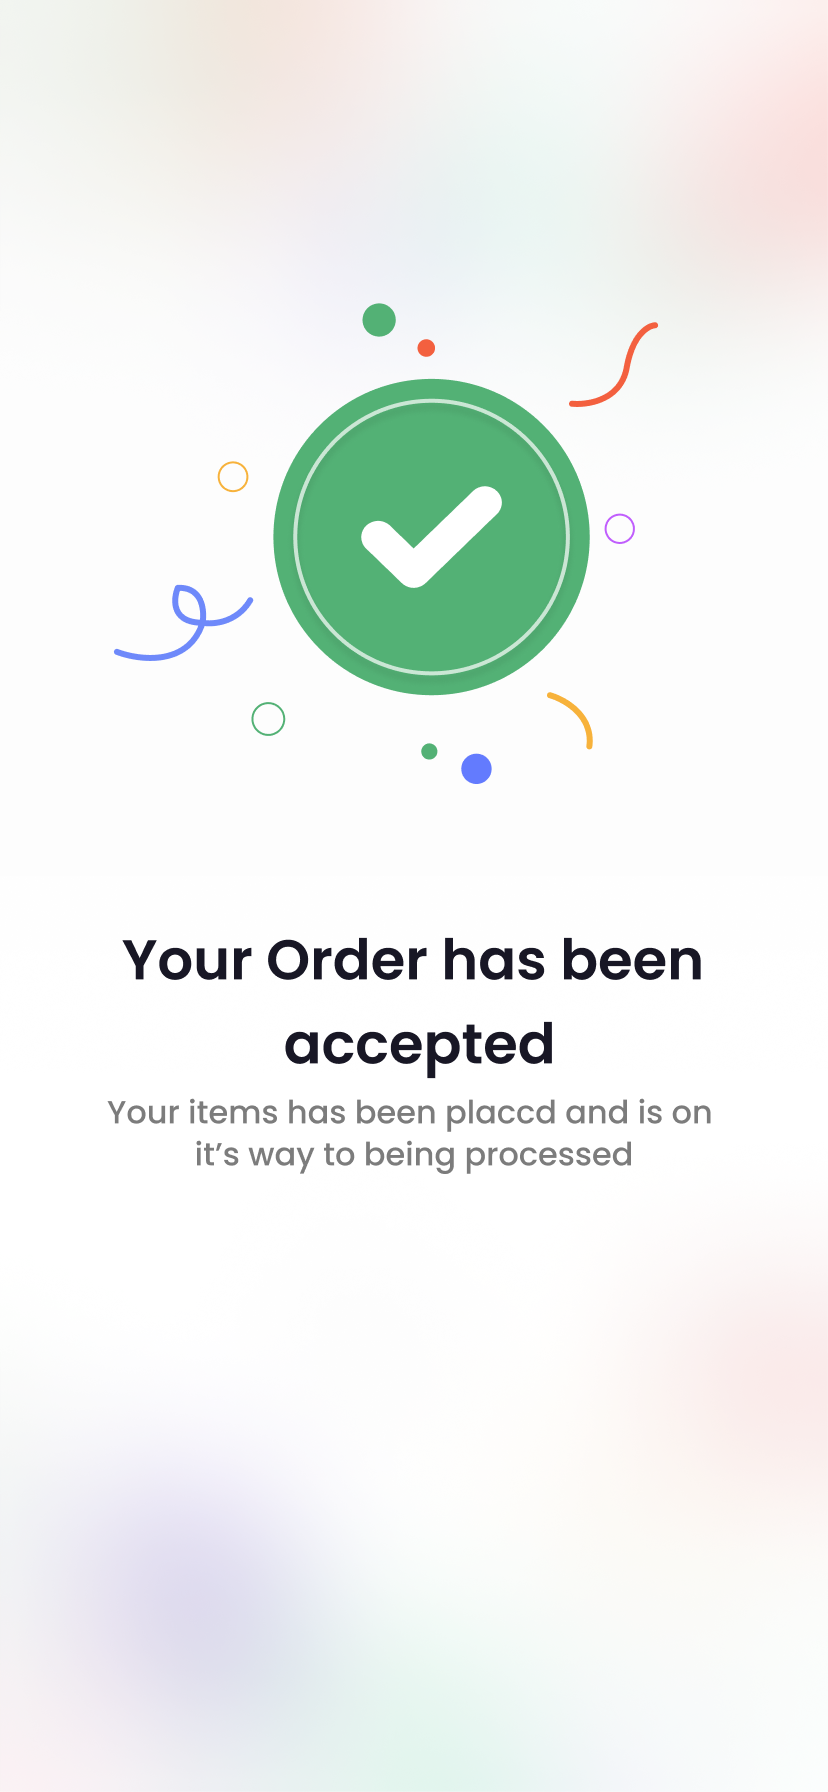 Your Order has been
accepted
Your items has been placcd and is on
it’s way to being processed